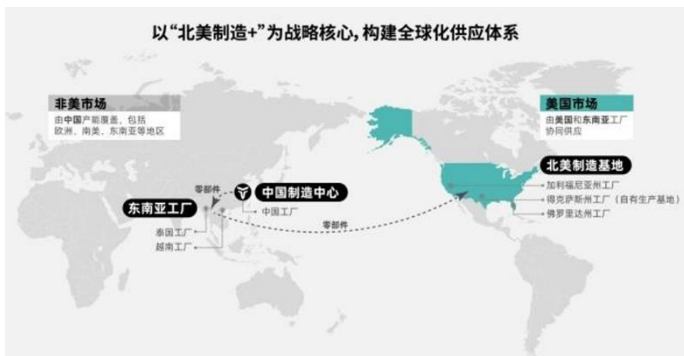 以“北美制造+”为战略核心，构建全球化供应体系
非美市场
由中国产能覆盖，包括
欧洲、南美、东南亚等地区
美国市场
由美国和东南亚工厂
协同供应
北美制造基地
加利福尼亚州工厂
得克萨斯州工厂（自有生产基地）
佛罗里达州工厂
零部件
中国制造中心
中国工厂
东南亚工厂
泰国工厂
越南工厂
零部件